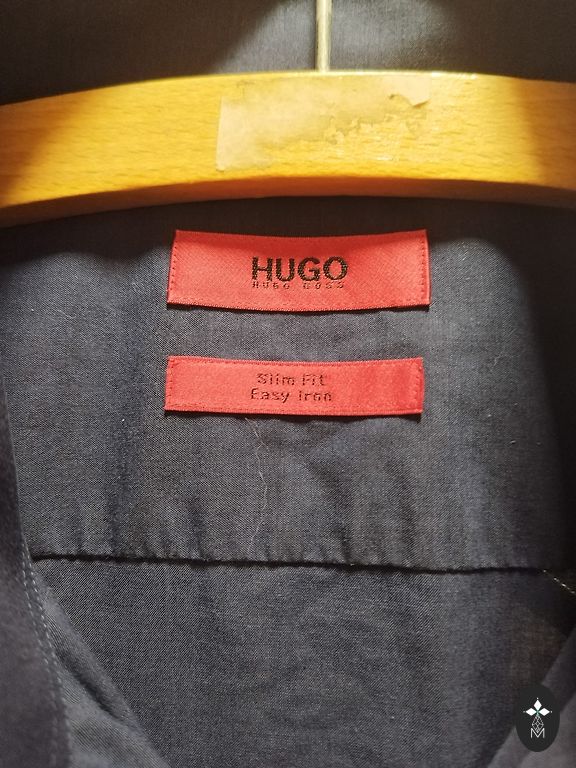 HUGO
HUGO BOSS
Slim Fit
Easy Iron
M